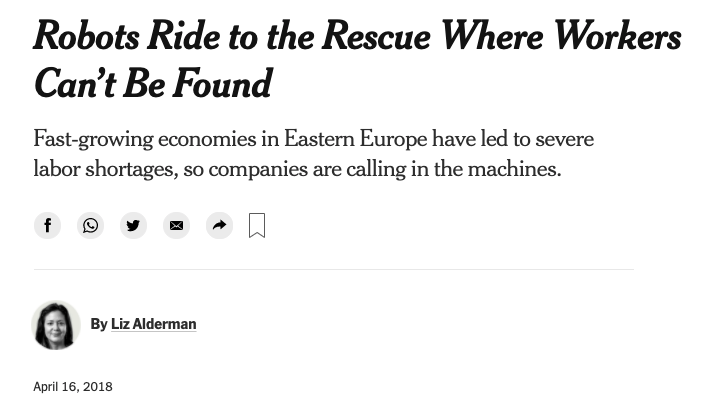 Robots Ride to the Rescue Where Workers
Can’t Be Found
Fast-growing economies in Eastern Europe have led to severe
labor shortages, so companies are calling in the machines.
By Liz Alderman
April 16, 2018